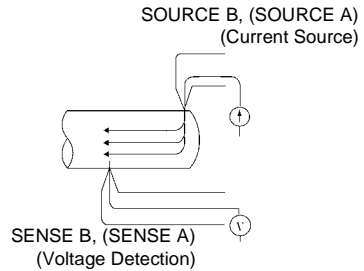 SOURCE B, (SOURCE A)
(Current Source)
V
SENSE B, (SENSE A)
(Voltage Detection)